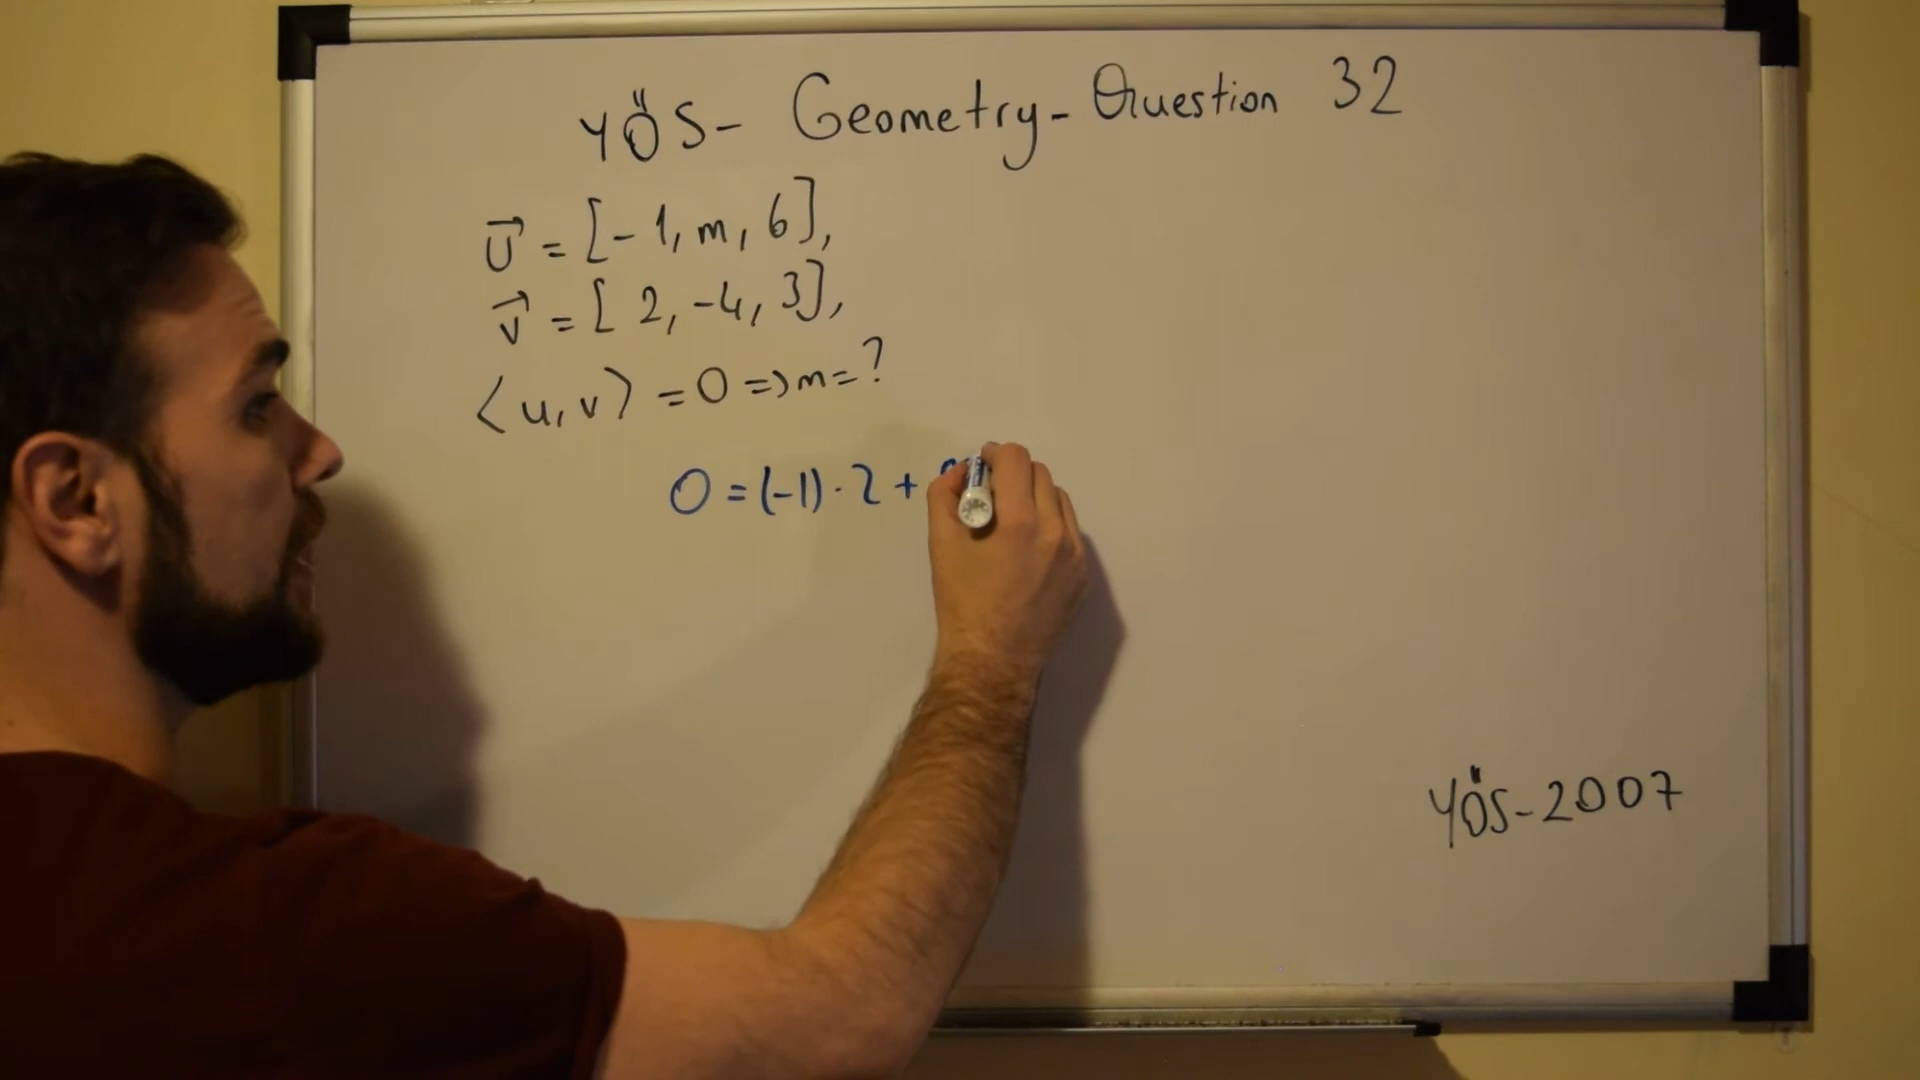 YÖS- Geometry- Question 32
U⃗ = [-1, m, 6],
v⃗ = [2, -4, 3],
⟨u, v⟩ = 0 => m = ?
0 = (-1) · 2 +
YÖS-2007